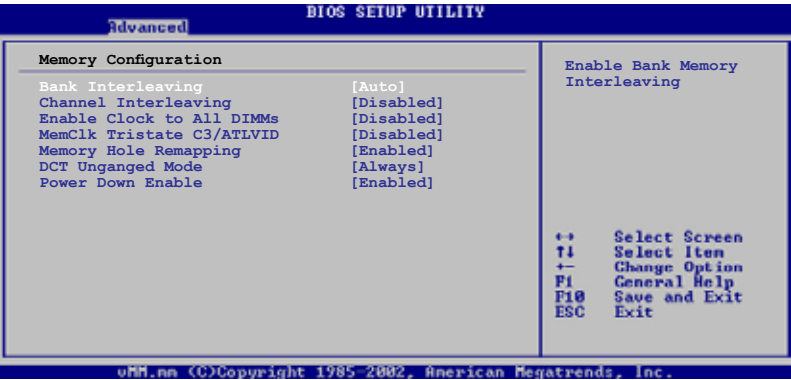 BIOS SETUP UTILITY
Advanced
Memory Configuration
Bank Interleaving [Auto]
Channel Interleaving [Disabled]
Enable Clock to All DIMMs [Disabled]
MemClk Tristate C3/ATLVID [Disabled]
Memory Hole Remapping [Enabled]
DCT Unganged Mode [Always]
Power Down Enable [Enabled]
Enable Bank Memory
Interleaving
↔ Select Screen
↑↓ Select Item
+- Change Option
F1 General Help
F10 Save and Exit
ESC Exit
vMM.nn (C)Copyright 1985-2002, American Megatrends, Inc.